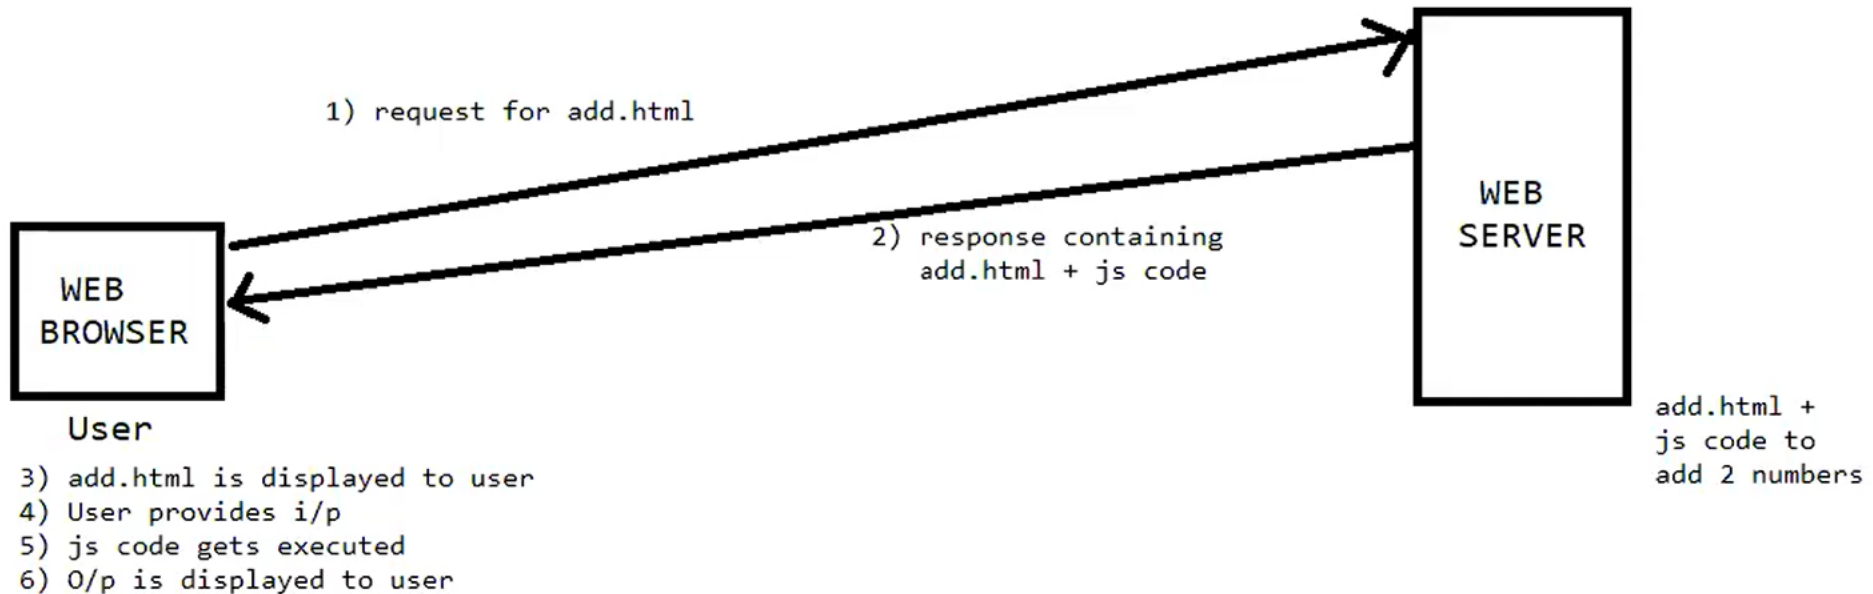 1) request for add.html
WEB
SERVER
2) response containing
add.html + js code
WEB
BROWSER
User
add.html +
js code to
add 2 numbers
3) add.html is displayed to user
4) User provides i/p
5) js code gets executed
6) O/p is displayed to user